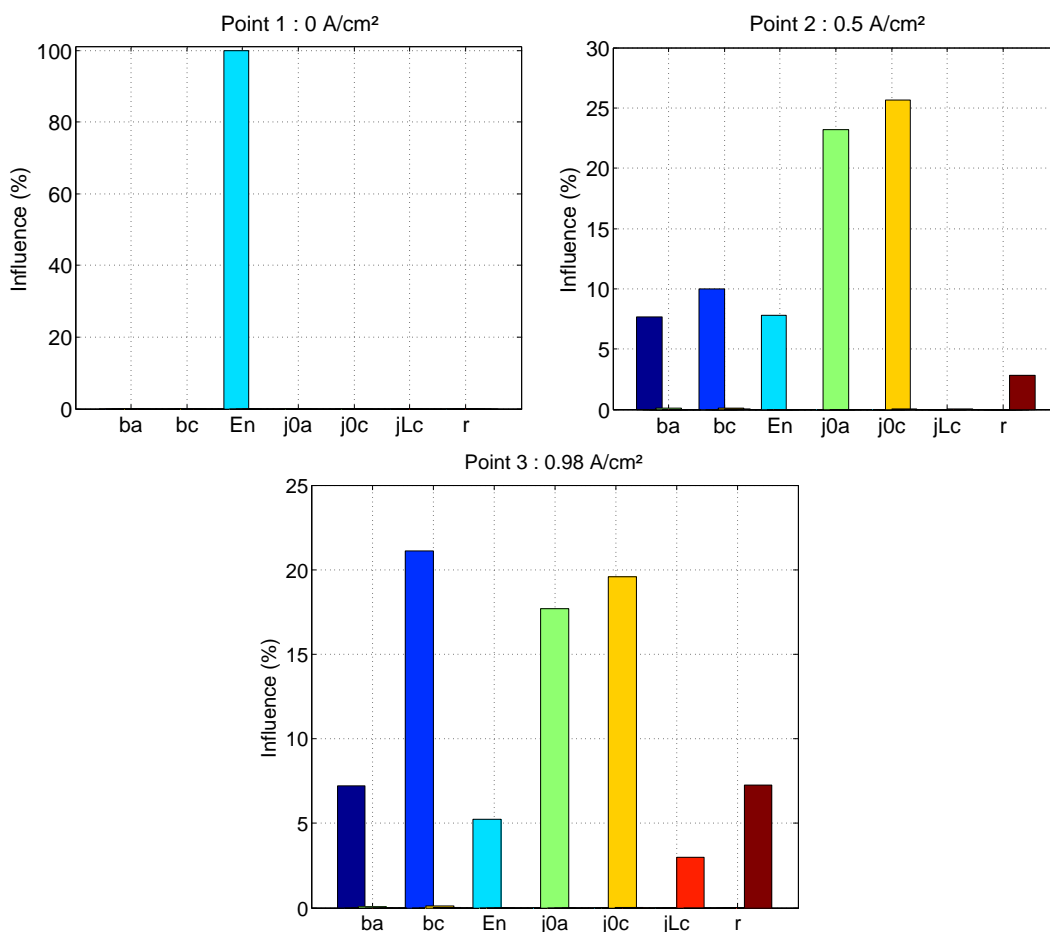 Point 1 : 0 A/cm²
100
80
60
40
20
0
Influence (%)
ba bc En j0a j0c jLc r
Point 2 : 0.5 A/cm²
30
25
20
15
10
5
0
Influence (%)
ba bc En j0a j0c jLc r
Point 3 : 0.98 A/cm²
25
20
15
10
5
0
Influence (%)
ba bc En j0a j0c jLc r